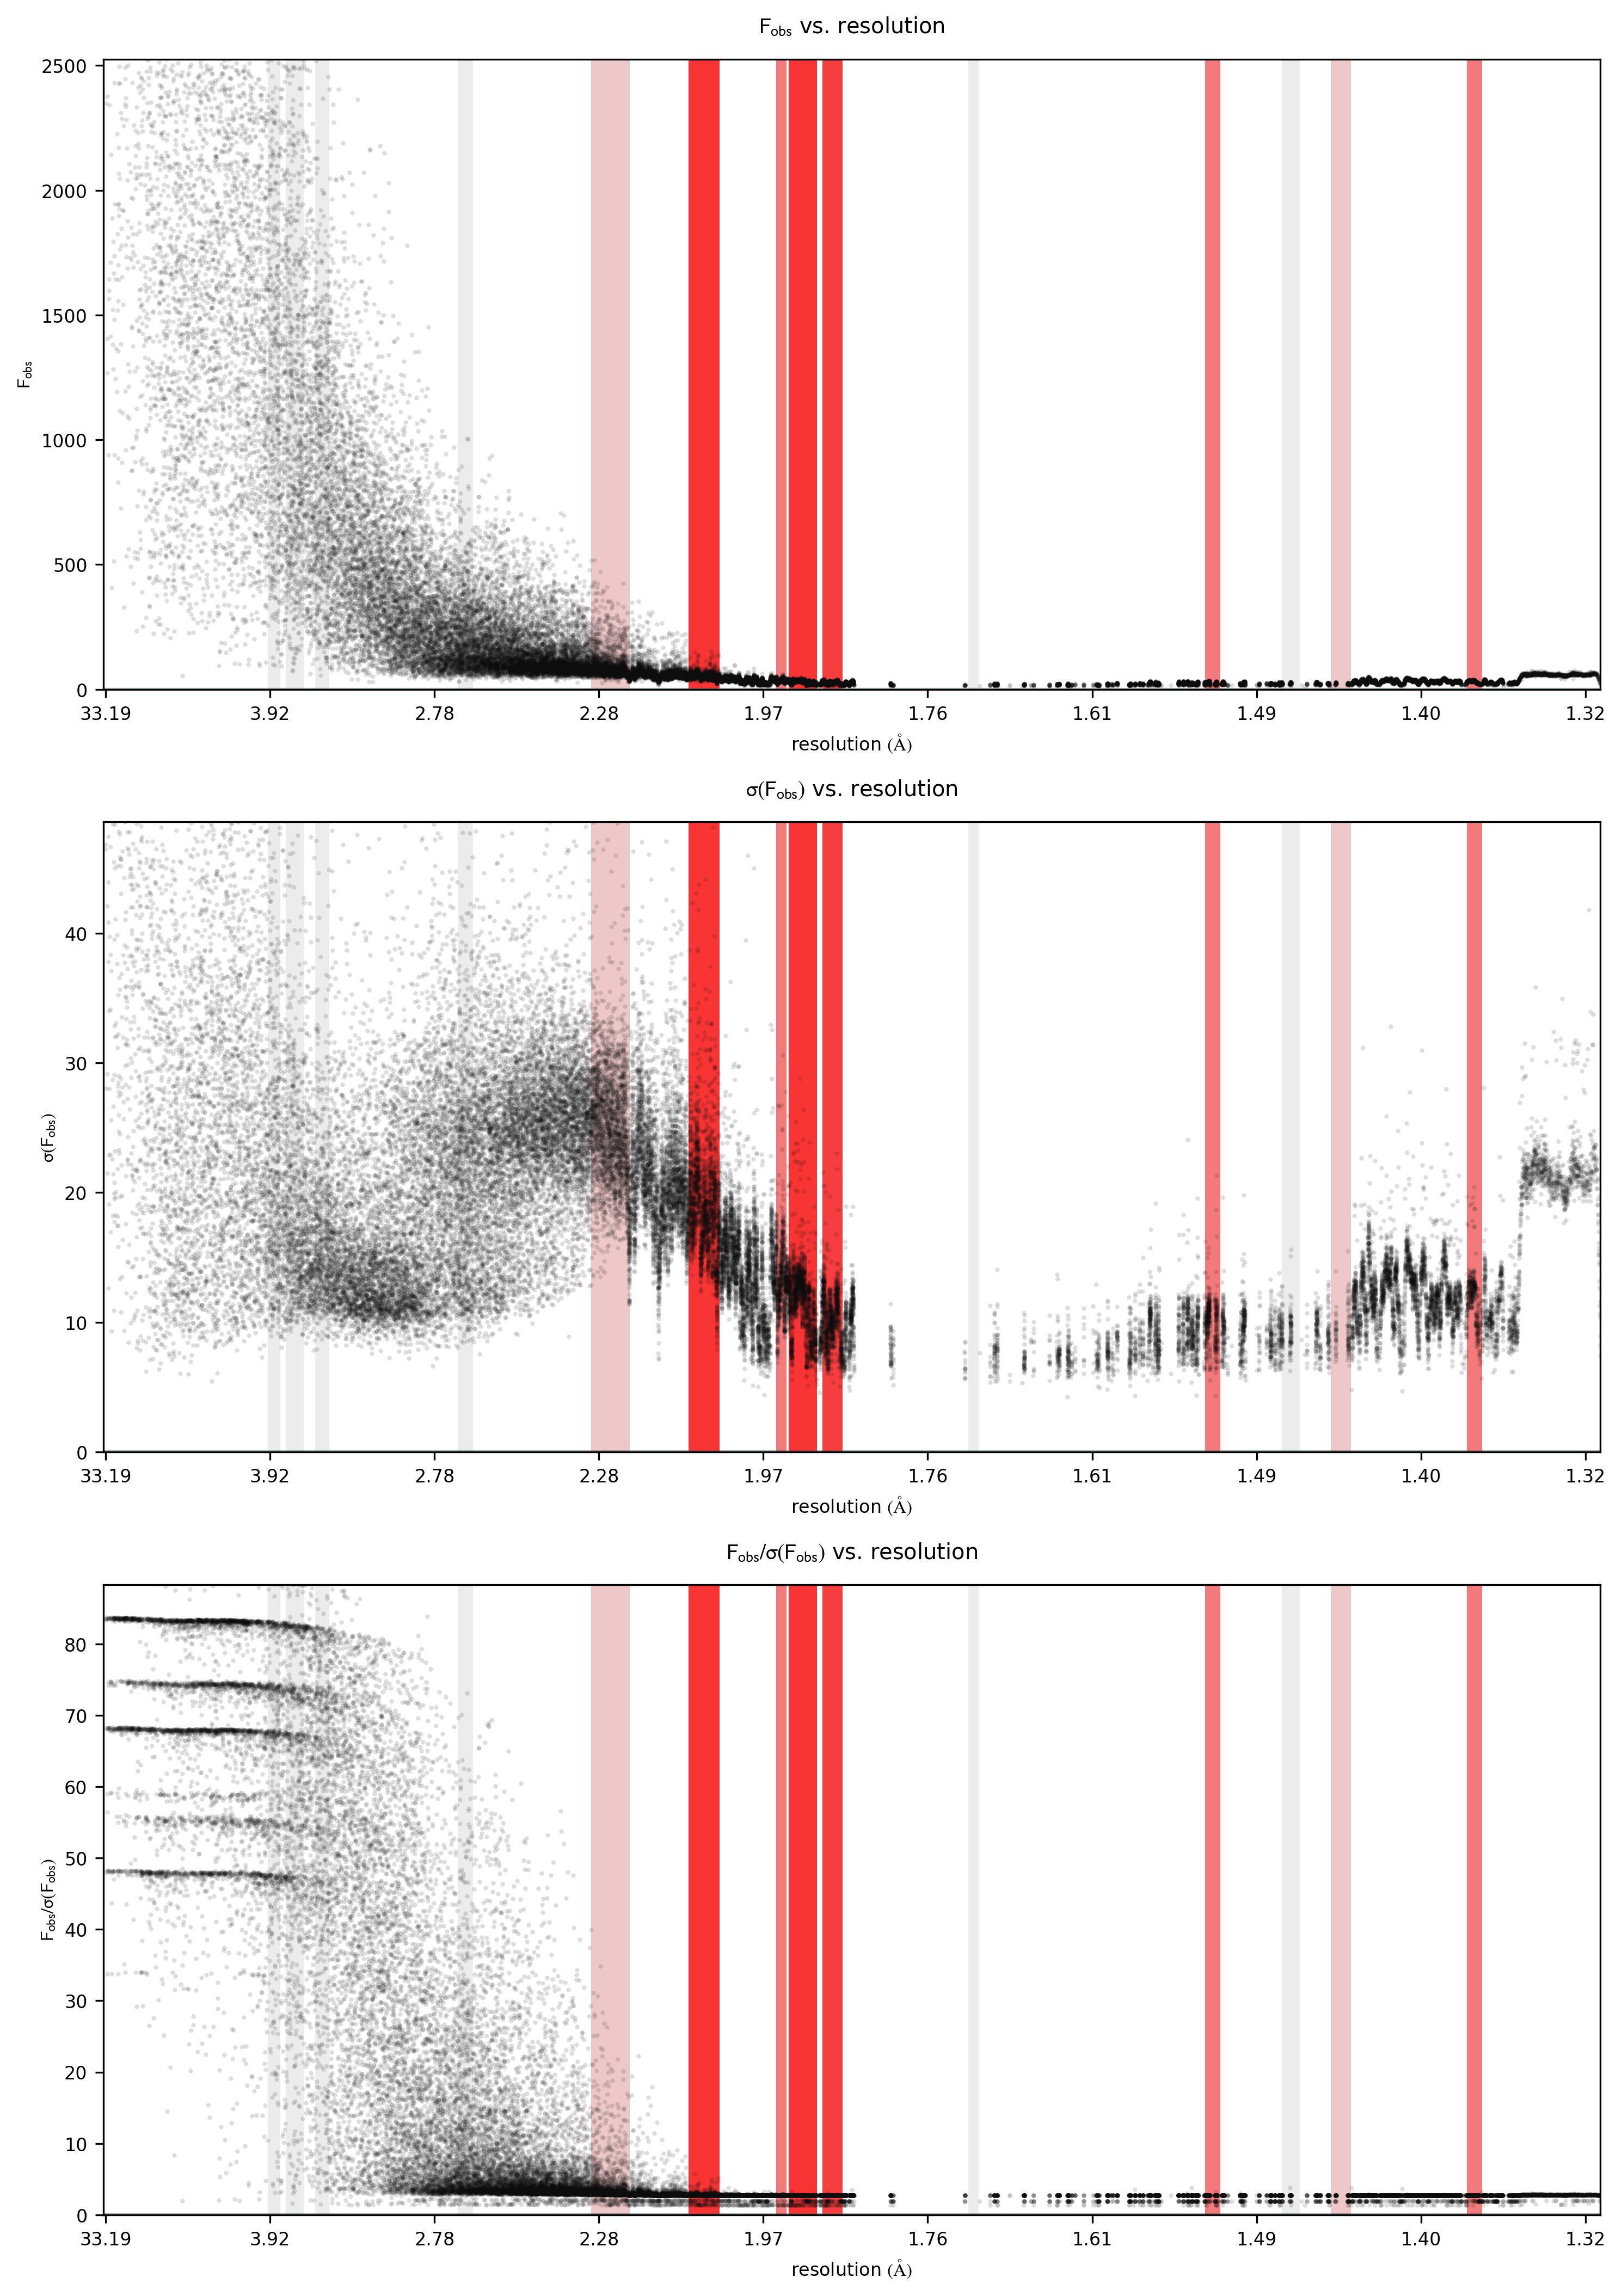 Fobs vs. resolution
2500
2000
1500
1000
500
0
Fobs
33.19 3.92 2.78 2.28 1.97 1.76 1.61 1.49 1.40 1.32
resolution (Å)
σ(Fobs) vs. resolution
40
30
20
10
0
σ(Fobs)
33.19 3.92 2.78 2.28 1.97 1.76 1.61 1.49 1.40 1.32
resolution (Å)
Fobs/σ(Fobs) vs. resolution
80
70
60
50
40
30
20
10
0
Fobs/σ(Fobs)
33.19 3.92 2.78 2.28 1.97 1.76 1.61 1.49 1.40 1.32
resolution (Å)